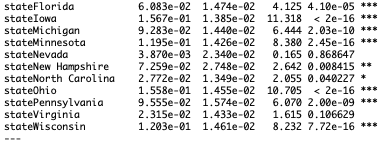 stateFlorida 6.083e-02 1.474e-02 4.125 4.10e-05 ***
stateIowa 1.567e-01 1.385e-02 11.318 < 2e-16 ***
stateMichigan 9.283e-02 1.440e-02 6.444 2.03e-10 ***
stateMinnesota 1.195e-01 1.426e-02 8.380 2.45e-16 ***
stateNevada 3.870e-03 2.340e-02 0.165 0.868647
stateNew Hampshire 7.259e-02 2.748e-02 2.642 0.008415 **
stateNorth Carolina 2.772e-02 1.349e-02 2.055 0.040227 *
stateOhio 1.558e-01 1.455e-02 10.705 < 2e-16 ***
statePennsylvania 9.555e-02 1.574e-02 6.070 2.00e-09 ***
stateVirginia 2.315e-02 1.433e-02 1.615 0.106629
stateWisconsin 1.203e-01 1.461e-02 8.232 7.72e-16 ***
---